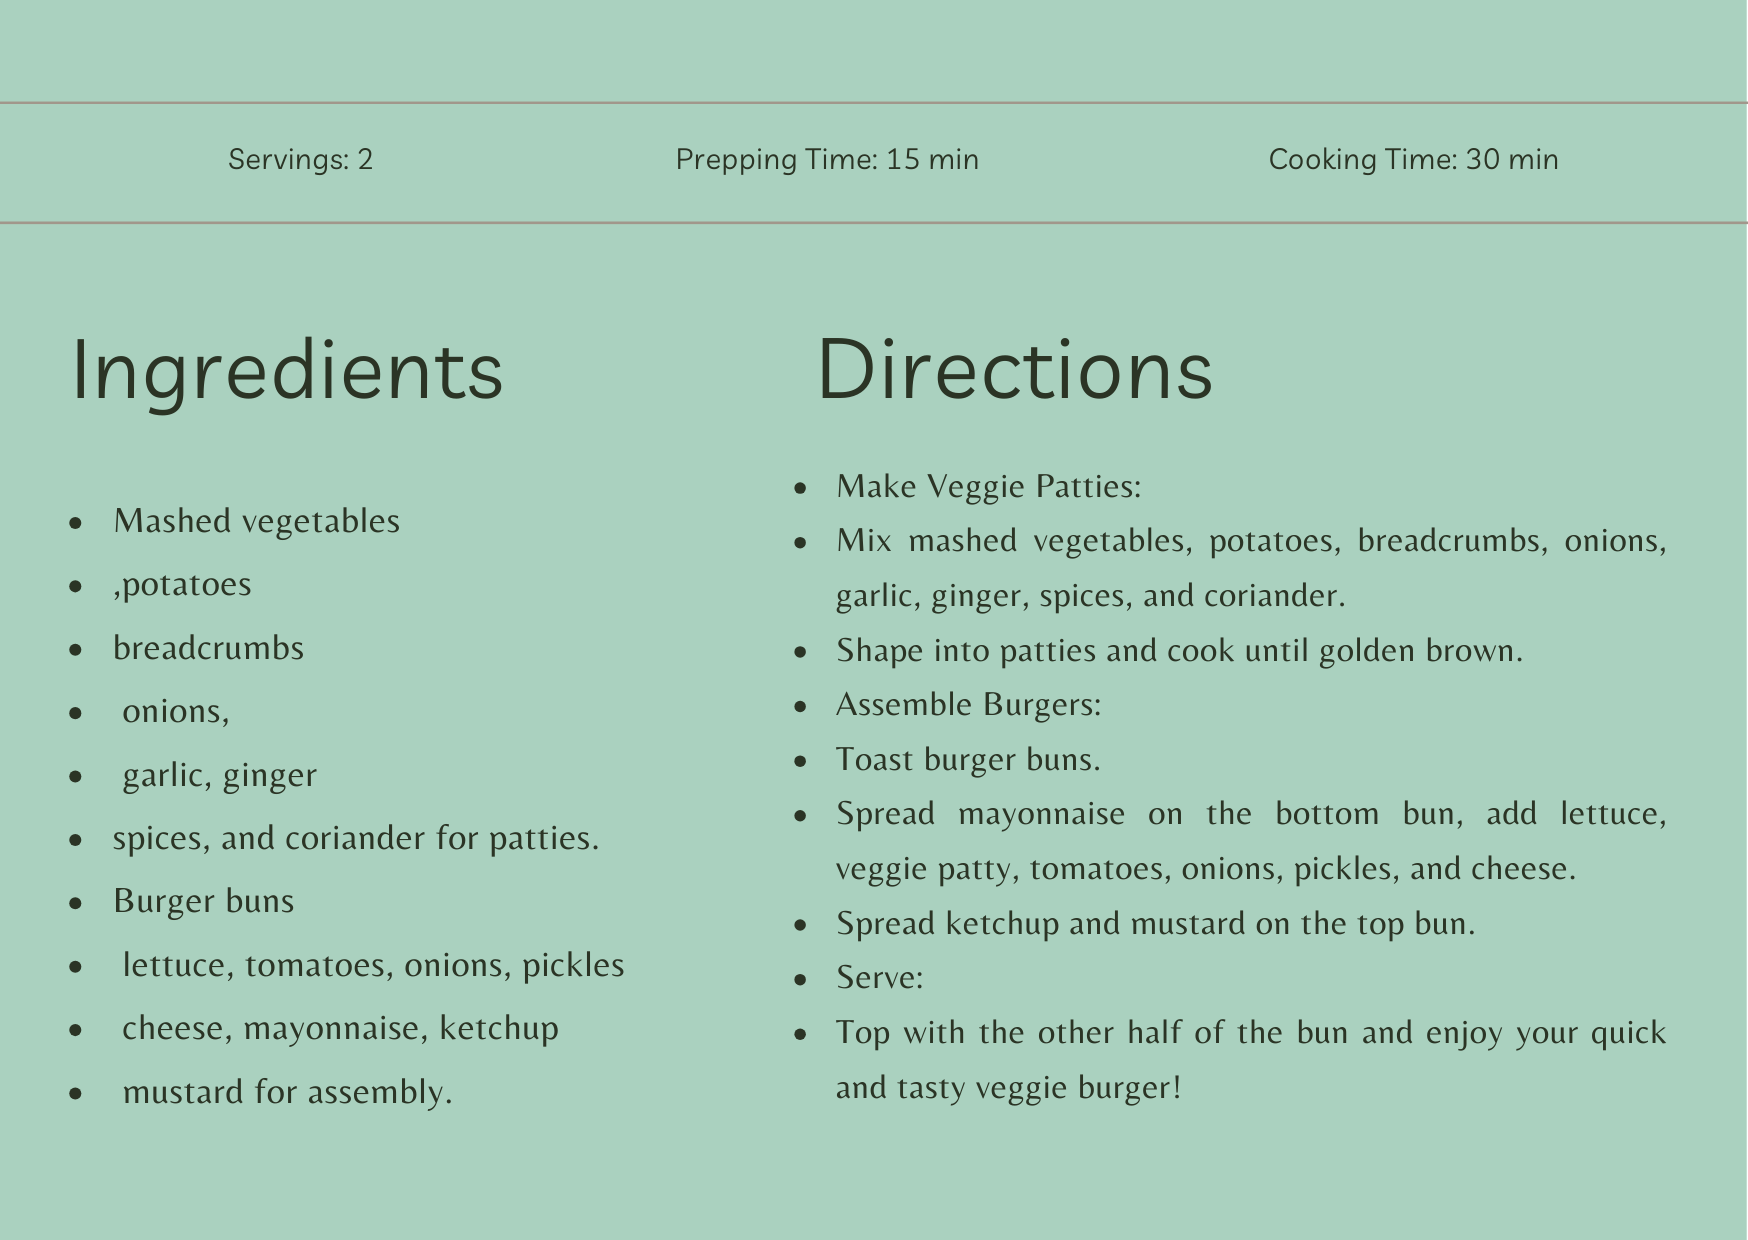 Servings: 2
Prepping Time: 15 min
Cooking Time: 30 min
Ingredients
• Mashed vegetables
• ,potatoes
• breadcrumbs
• onions,
• garlic, ginger
• spices, and coriander for patties.
• Burger buns
• lettuce, tomatoes, onions, pickles
• cheese, mayonnaise, ketchup
• mustard for assembly.
Directions
• Make Veggie Patties:
• Mix mashed vegetables, potatoes, breadcrumbs, onions,
garlic, ginger, spices, and coriander.
• Shape into patties and cook until golden brown.
• Assemble Burgers:
• Toast burger buns.
• Spread mayonnaise on the bottom bun, add lettuce,
veggie patty, tomatoes, onions, pickles, and cheese.
• Spread ketchup and mustard on the top bun.
• Serve:
• Top with the other half of the bun and enjoy your quick
and tasty veggie burger!